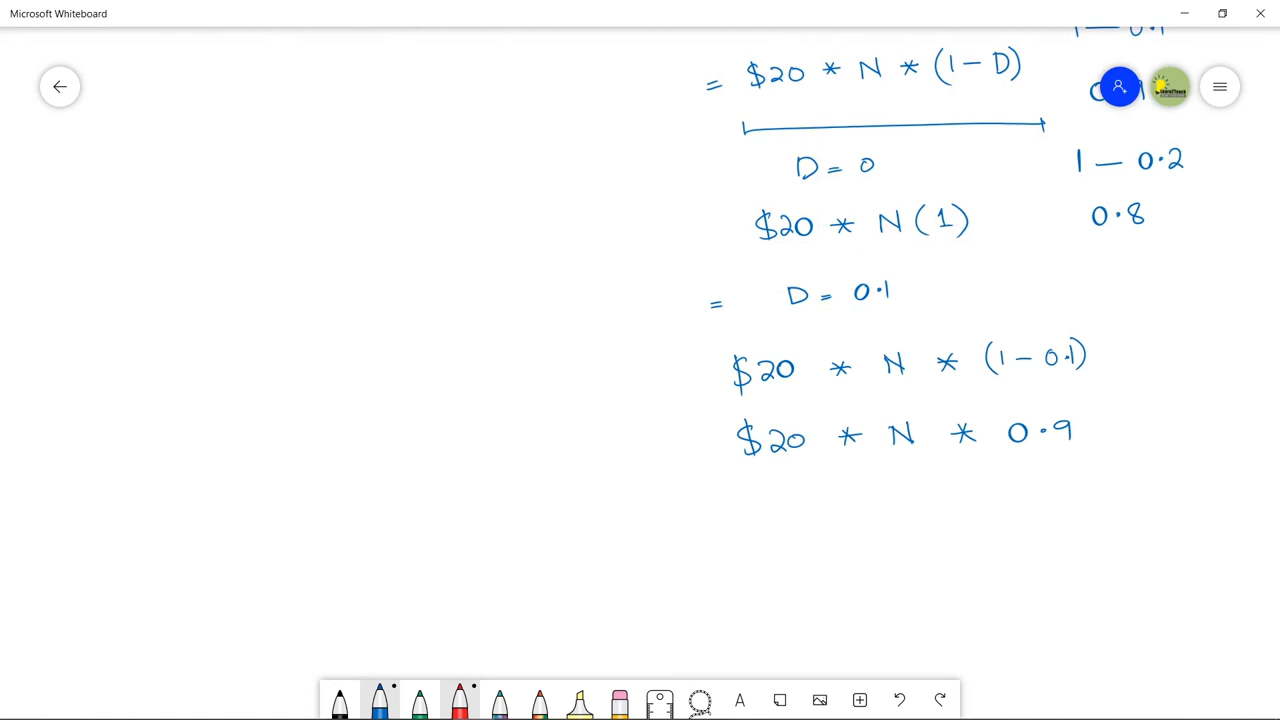 Microsoft Whiteboard
= $20 * N * (1 - D)
D = 0
1 - 0.2
$20 * N (1)
0.8
= D = 0.1
$20 * N * (1 - 0.1)
$20 * N * 0.9
A